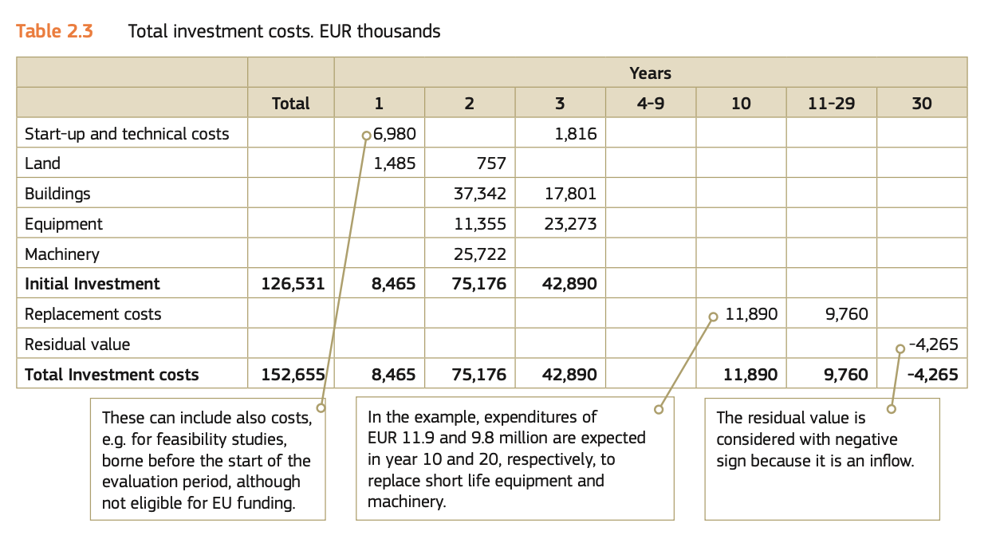 Table 2.3 Total investment costs. EUR thousands
Years
Total 1 2 3 4-9 10 11-29 30
Start-up and technical costs 6,980 1,816
Land 1,485 757
Buildings 37,342 17,801
Equipment 11,355 23,273
Machinery 25,722
Initial Investment 126,531 8,465 75,176 42,890
Replacement costs 11,890 9,760
Residual value -4,265
Total Investment costs 152,655 8,465 75,176 42,890 11,890 9,760 -4,265
These can include also costs,
e.g. for feasibility studies,
borne before the start of the
evaluation period, although
not eligible for EU funding.
In the example, expenditures of
EUR 11.9 and 9.8 million are expected
in year 10 and 20, respectively, to
replace short life equipment and
machinery.
The residual value is
considered with negative
sign because it is an inflow.